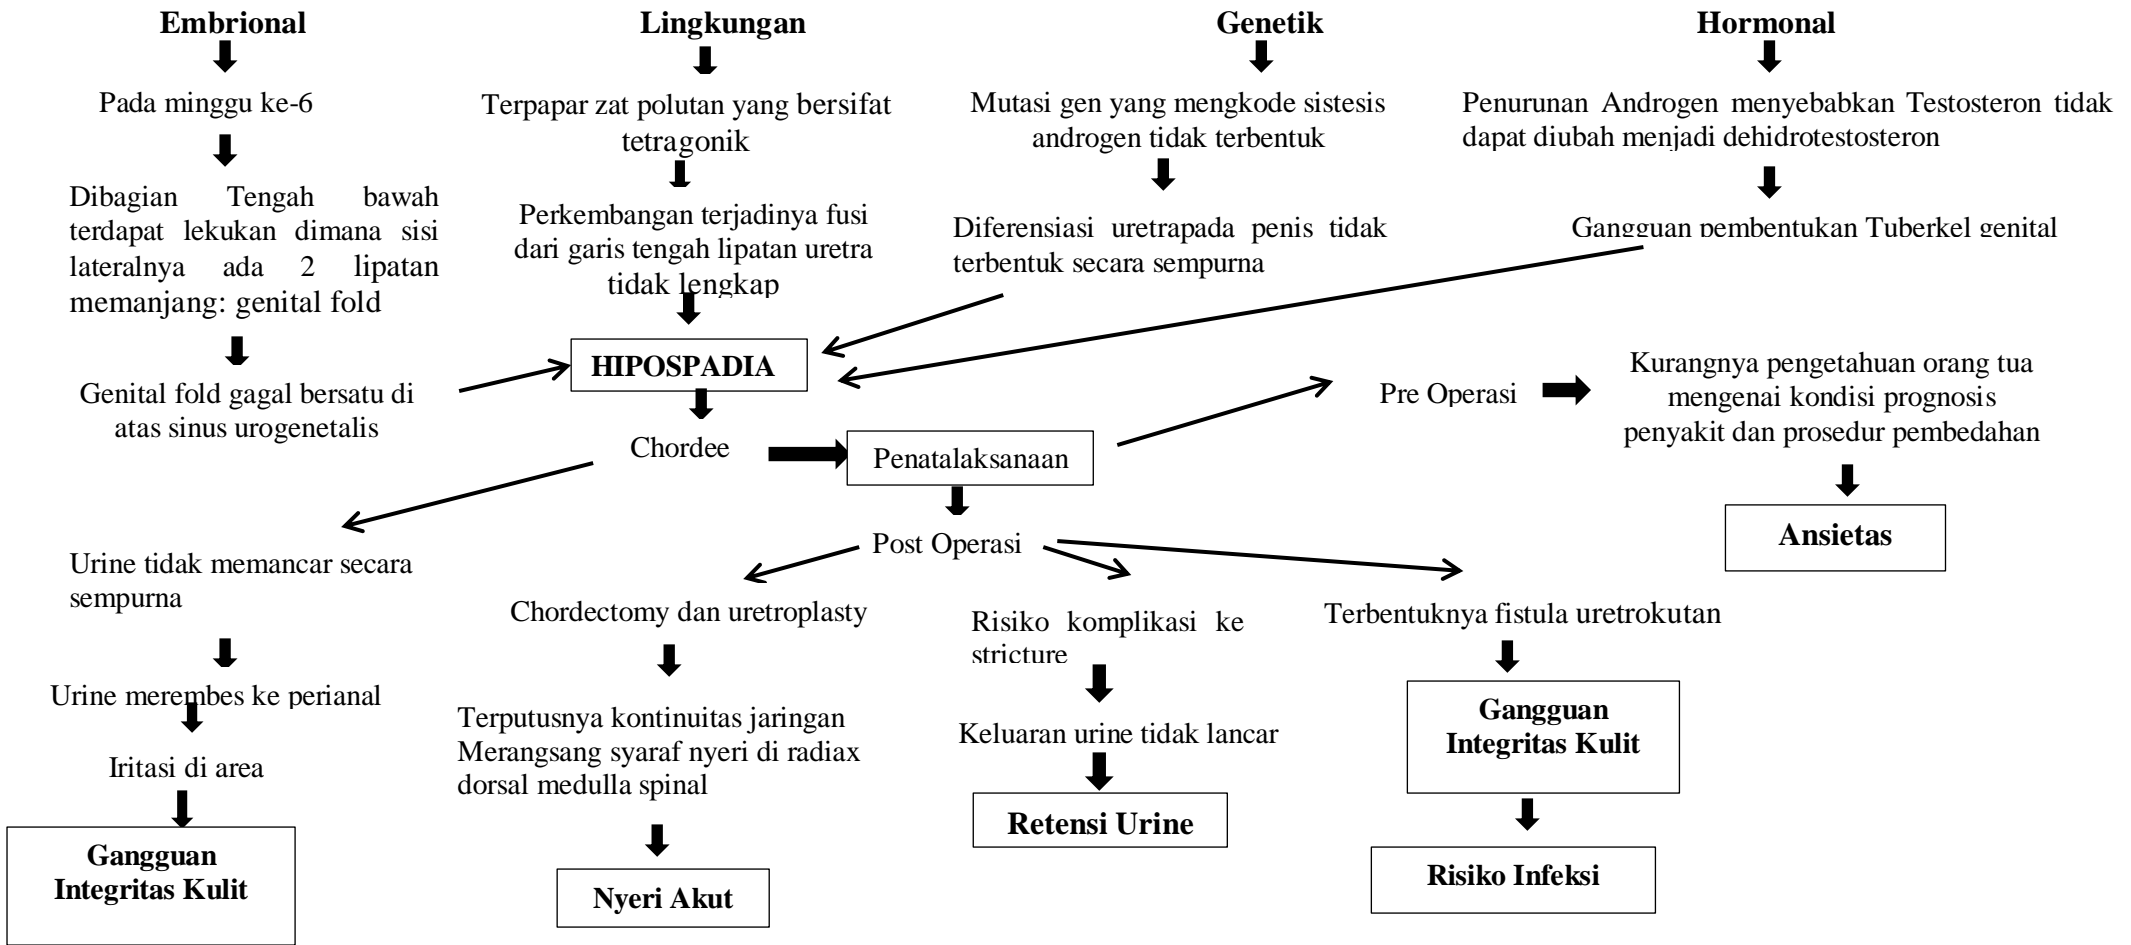 Embrional
Lingkungan
Genetik
Hormonal
Pada minggu ke-6
Terpapar zat polutan yang bersifat
tetragonik
Mutasi gen yang mengkode sistesis
androgen tidak terbentuk
Penurunan Androgen menyebabkan Testosteron tidak
dapat diubah menjadi dehidrotestosteron
Dibagian Tengah bawah
terdapat lekukan dimana sisi
lateralnya ada 2 lipatan
memanjang: genital fold
Perkembangan terjadinya fusi
dari garis tengah lipatan uretra
tidak lengkap
Diferensiasi uretrapada penis tidak
terbentuk secara sempurna
Gangguan pembentukan Tuberkel genital
Genital fold gagal bersatu di
atas sinus urogenetalis
HIPOSPADIA
Chordee
Penatalaksanaan
Pre Operasi
Kurangnya pengetahuan orang tua
mengenai kondisi prognosis
penyakit dan prosedur pembedahan
Ansietas
Post Operasi
Urine tidak memancar secara
sempurna
Urine merembes ke perianal
Iritasi di area
Gangguan
Integritas Kulit
Chordectomy dan uretroplasty
Terputusnya kontinuitas jaringan
Merangsang syaraf nyeri di radiax
dorsal medulla spinal
Nyeri Akut
Risiko komplikasi ke
stricture
Keluaran urine tidak lancar
Retensi Urine
Terbentuknya fistula uretrokutan
Gangguan
Integritas Kulit
Risiko Infeksi